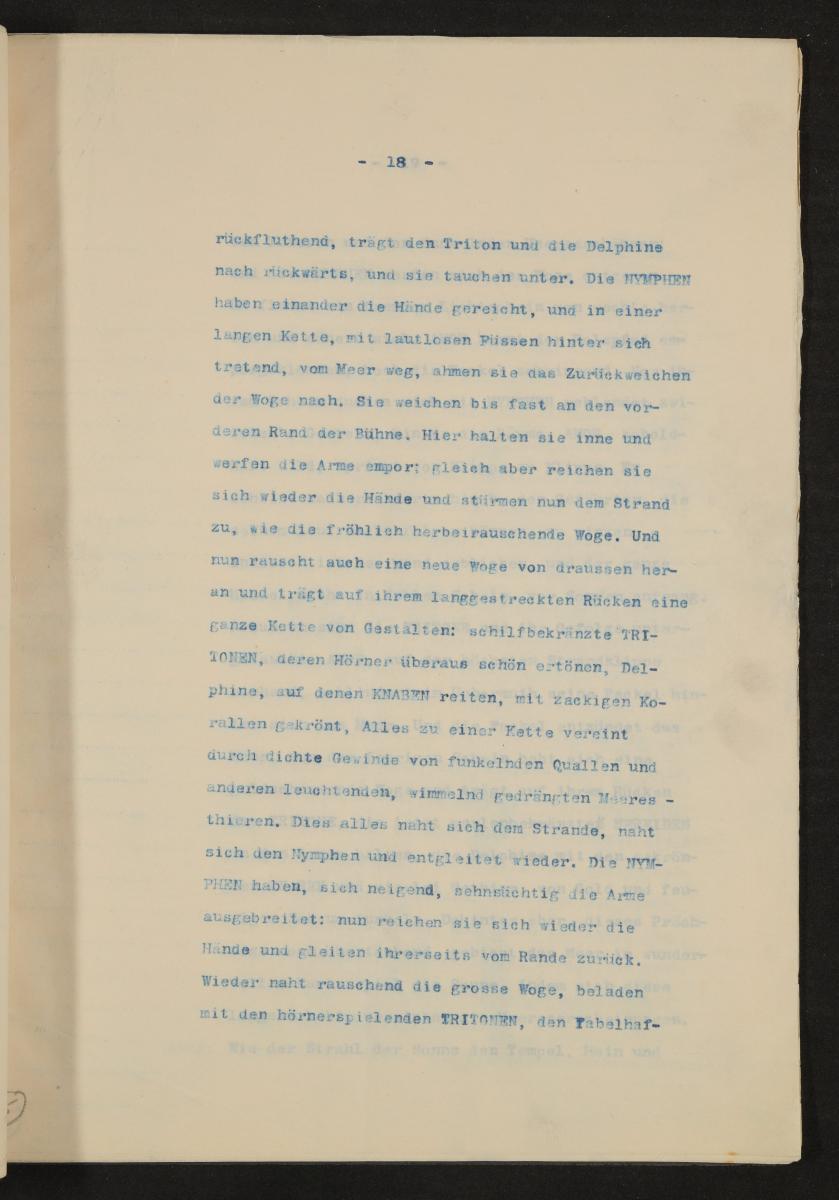 - 18 -
rückfluthend, trägt den Triton und die Delphine
nach rückwärts, und sie tauchen unter. Die NYMPHEN
haben einander die Hände gereicht, und in einer
langen Kette, mit lautlosen Füssen hinter sich
tretend, vom Meer weg, ahmen sie das Zurückweichen
der Woge nach. Sie weichen bis fast an den vor-
deren Rand der Bühne. Hier halten sie inne und
werfen die Arme empor; gleich aber reichen sie
sich wieder die Hände und stürmen nun dem Strand
zu, wie die fröhlich herbeirauschende Woge. Und
nun rauscht auch eine neue Woge von draussen her-
an und trägt auf ihrem langgestreckten Rücken eine
ganze Kette von Gestalten: schilfbekränzte TRI-
TONEN, deren Hörner überaus schön ertönen, Del-
phine, auf denen KNABEN reiten, mit zackigen Ko-
rallen gekrönt, Alles zu einer Kette vereint
durch dichte Gewinde von funkelnden Quallen und
anderen leuchtenden, wimmelnd gedrängten Meeres -
thieren. Dies alles naht sich dem Strande, naht
sich den Nymphen und entgleitet wieder. Die NYM-
PHEN haben, sich neigend, sehnsüchtig die Arme
ausgebreitet: nun reichen sie sich wieder die
Hände und gleiten ihrerseits vom Rande zurück.
Wieder naht rauschend die grosse Woge, beladen
mit den hörnerspielenden TRITONEN, den Fabelhaf-
Wie der Strahl der Sonne den Tempel, Hain und